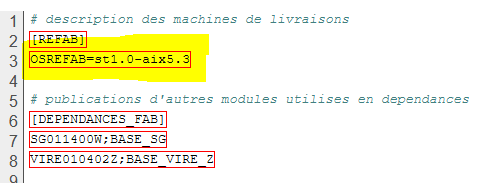 1 # description des machines de livraisons
2 [REFAB]
3 OSREFAB=st1.0-aix5.3
4
5 # publications d'autres modules utilises en dependances
6 [DEPENDANCES_FAB]
7 SG011400W;BASE_SG
8 VIRE010402Z;BASE_VIRE_Z
9